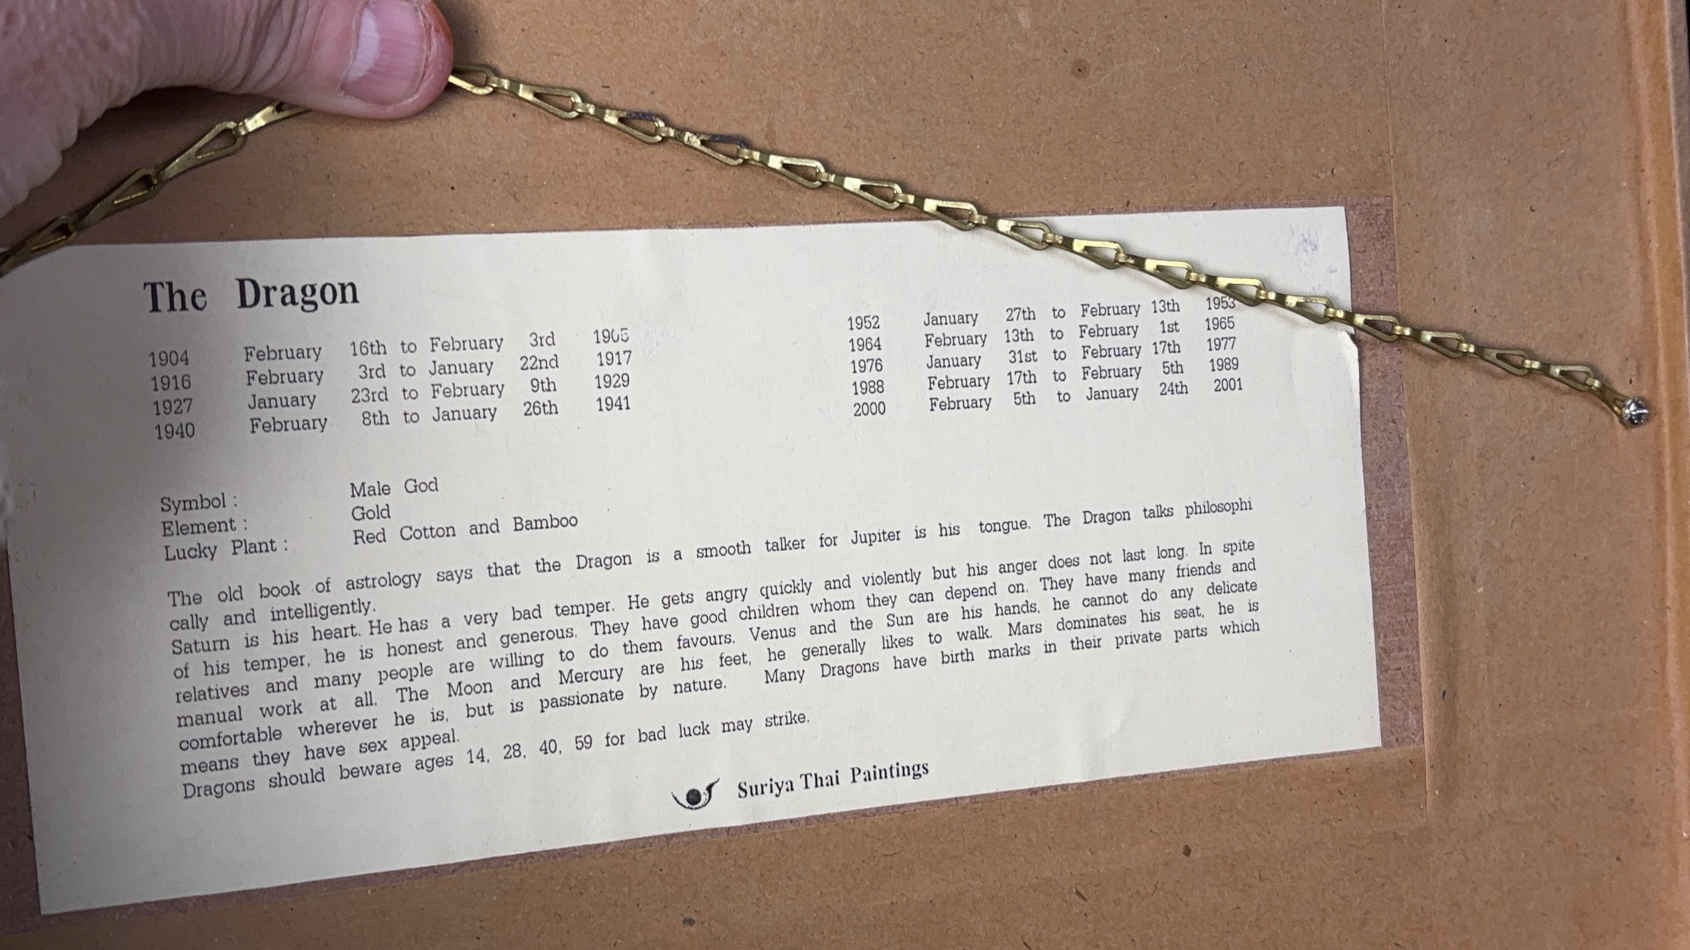 The Dragon
1904 February 16th to February 3rd 1905
1916 February 3rd to January 22nd 1917
1927 January 23rd to February 9th 1929
1940 February 8th to January 26th 1941
1952 January 27th to February 13th 1953
1964 February 13th to February 1st 1965
1976 January 31st to February 17th 1977
1988 February 17th to February 5th 1989
2000 February 5th to January 24th 2001
Symbol : Male God
Element : Gold
Lucky Plant : Red Cotton and Bamboo
The old book of astrology says that the Dragon is a smooth talker for Jupiter is his tongue. The Dragon talks philosophi
cally and intelligently.
Saturn is his heart. He has a very bad temper. He gets angry quickly and violently but his anger does not last long. In spite
of his temper, he is honest and generous. They have good children whom they can depend on. They have many friends and
relatives and many people are willing to do them favours. Venus and the Sun are his hands, he cannot do any delicate
manual work at all. The Moon and Mercury are his feet, he generally likes to walk. Mars dominates his seat, he is
comfortable wherever he is, but is passionate by nature. Many Dragons have birth marks in their private parts which
means they have sex appeal.
Dragons should beware ages 14, 28, 40, 59 for bad luck may strike.
Suriya Thai Paintings